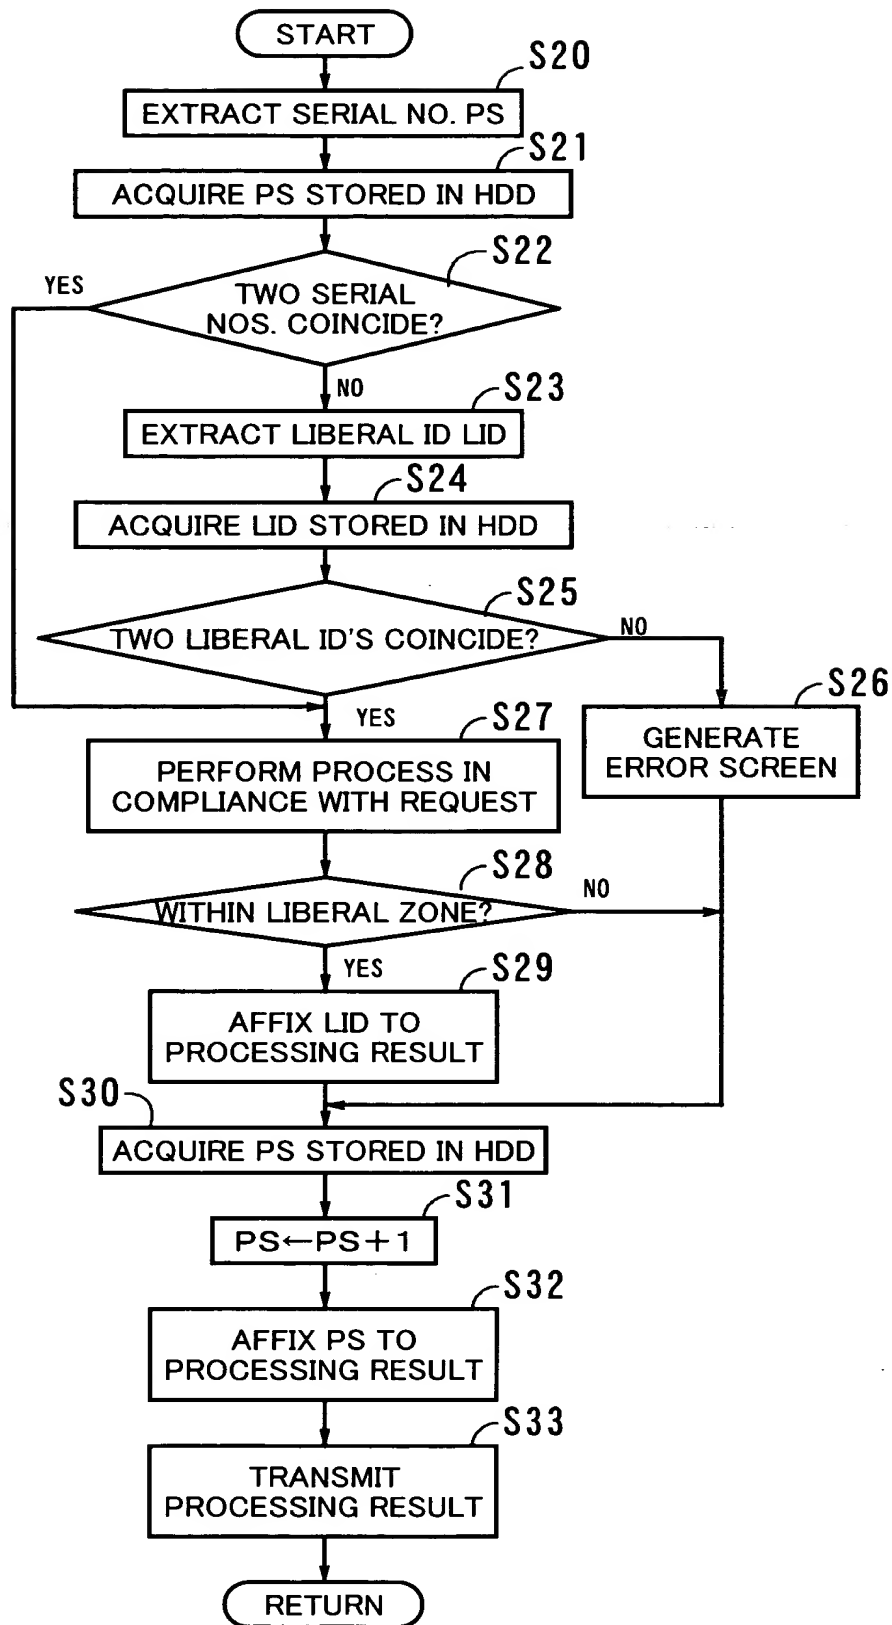 START
S20
EXTRACT SERIAL NO. PS
S21
ACQUIRE PS STORED IN HDD
S22
YES
TWO SERIAL
NOS. COINCIDE?
NO
S23
EXTRACT LIBERAL ID LID
S24
ACQUIRE LID STORED IN HDD
S25
TWO LIBERAL ID'S COINCIDE?
NO
S26
GENERATE
ERROR SCREEN
YES
S27
PERFORM PROCESS IN
COMPLIANCE WITH REQUEST
S28
WITHIN LIBERAL ZONE?
NO
YES
S29
AFFIX LID TO
PROCESSING RESULT
S30
ACQUIRE PS STORED IN HDD
S31
PS←PS+1
S32
AFFIX PS TO
PROCESSING RESULT
S33
TRANSMIT
PROCESSING RESULT
RETURN